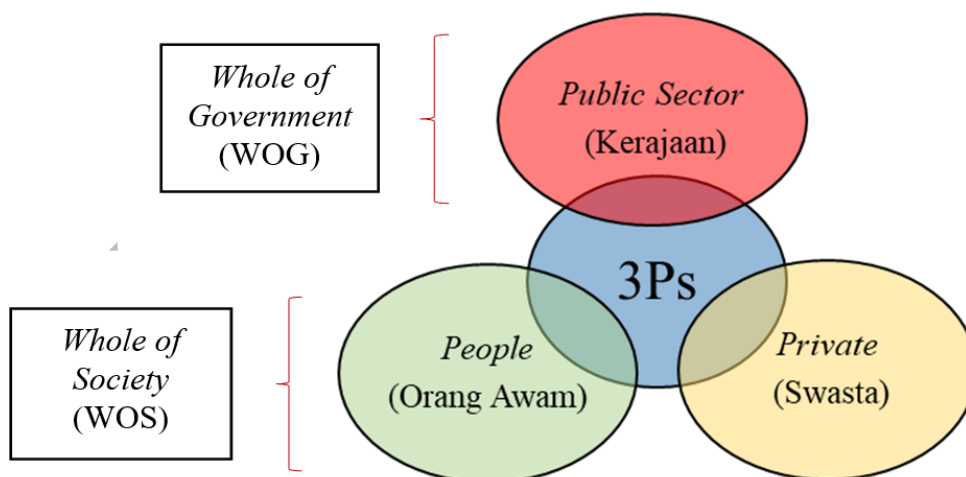 Whole of
Government
(WOG)
Public Sector
(Kerajaan)
3Ps
Whole of
Society
(WOS)
People
(Orang Awam)
Private
(Swasta)